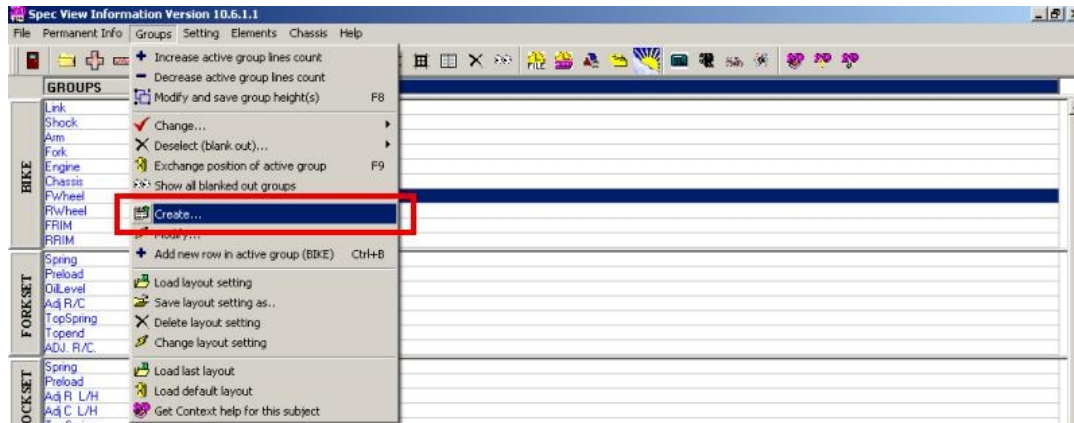 Spec View Information Version 10.6.1.1
File Permanent Info Groups Setting Elements Chassis Help
FILE
GROUPS
Increase active group lines count
Decrease active group lines count
Modify and save group height(s) F8
Change...
Deselect (blank out)...
Exchange position of active group F9
Show all blanked out groups
Create...
Modify...
Add new row in active group (BIKE) Ctrl+B
Load layout setting
Save layout setting as..
Delete layout setting
Change layout setting
Load last layout
Load default layout
Get Context help for this subject
BIKE
Link
Shock
Arm
Fork
Engine
Chassis
FWheel
RWheel
FRIM
RRIM
FORKSET
Spring
Preload
OilLevel
Adj R/C
TopSpring
Topend
ADJ. R/C.
OCKSET
Spring
Preload
Adj R L/H
Adj C L/H